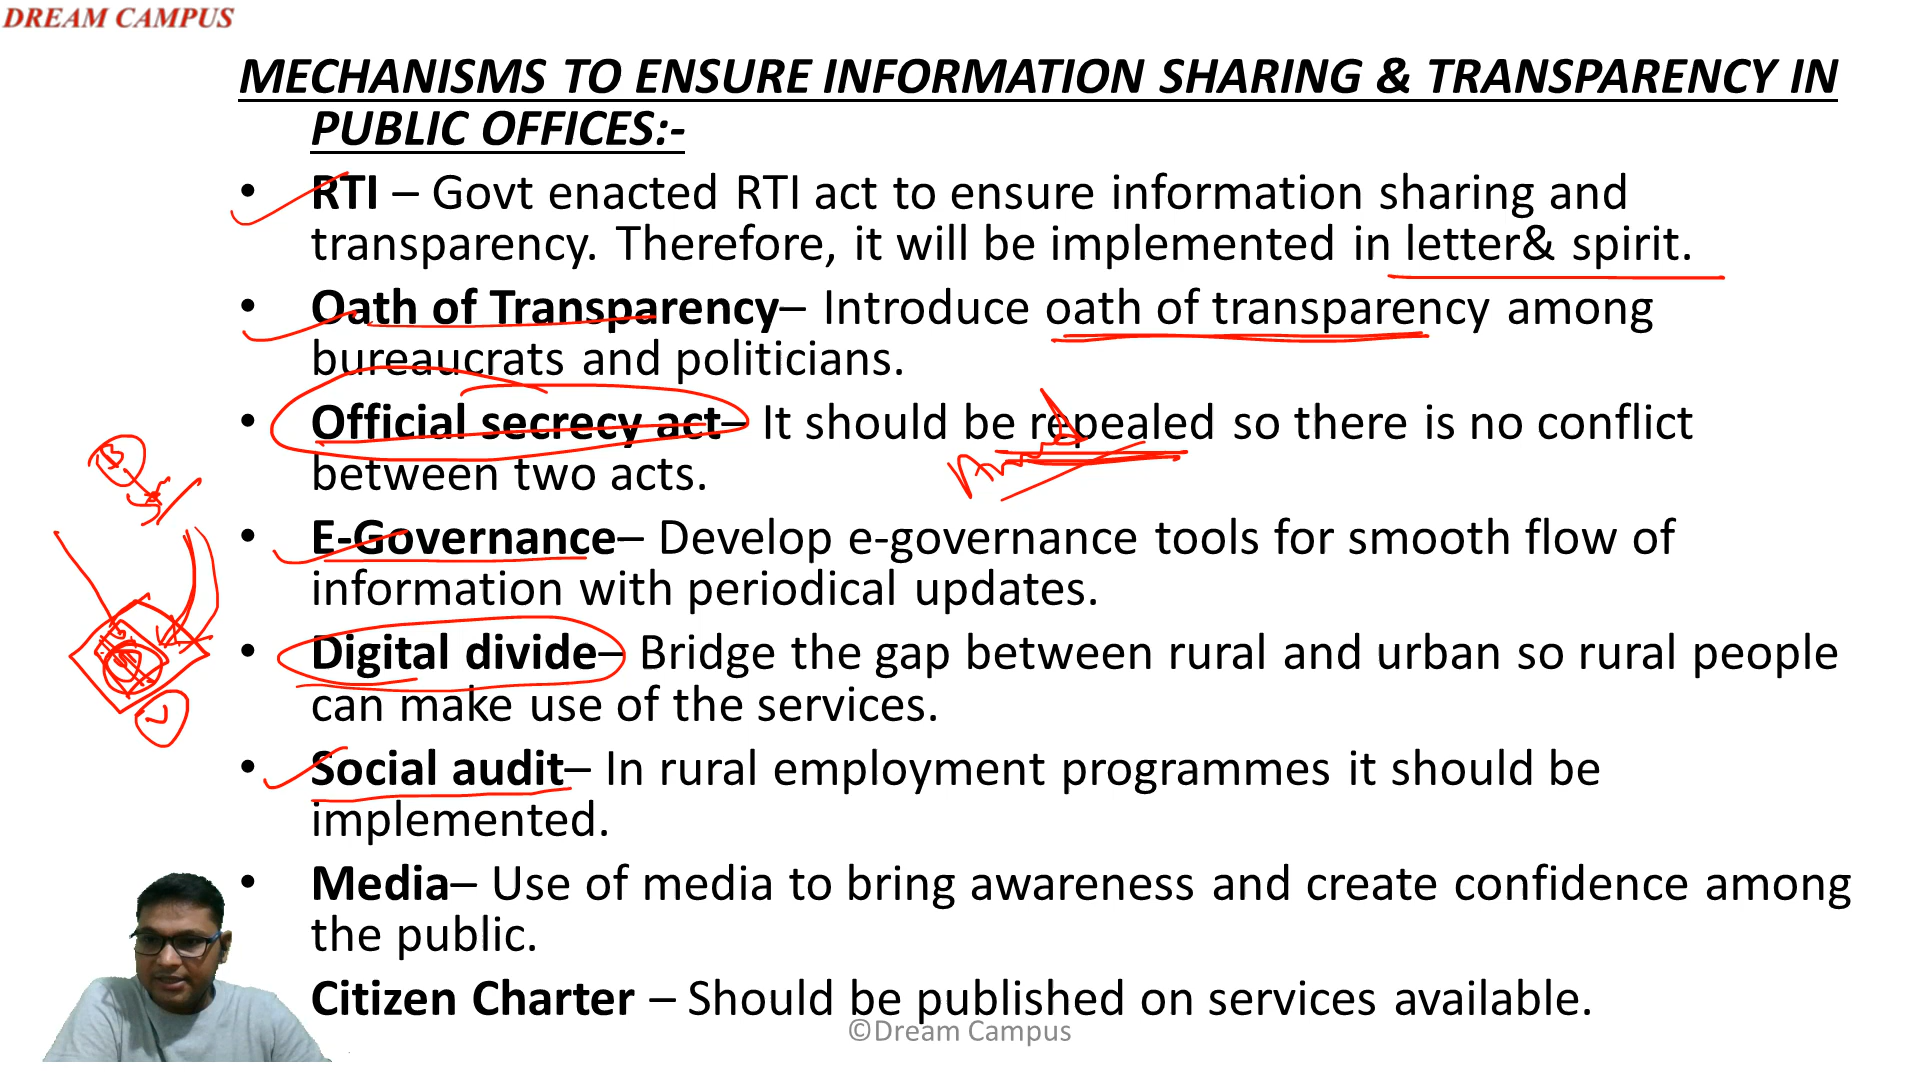 DREAM CAMPUS
MECHANISMS TO ENSURE INFORMATION SHARING & TRANSPARENCY IN
PUBLIC OFFICES:-
• RTI – Govt enacted RTI act to ensure information sharing and
transparency. Therefore, it will be implemented in letter& spirit.
• Oath of Transparency– Introduce oath of transparency among
bureaucrats and politicians.
• Official secrecy act– It should be repealed so there is no conflict
between two acts.
• E-Governance– Develop e-governance tools for smooth flow of
information with periodical updates.
• Digital divide– Bridge the gap between rural and urban so rural people
can make use of the services.
• Social audit– In rural employment programmes it should be
implemented.
• Media– Use of media to bring awareness and create confidence among
the public.
Citizen Charter – Should be published on services available.
©Dream Campus